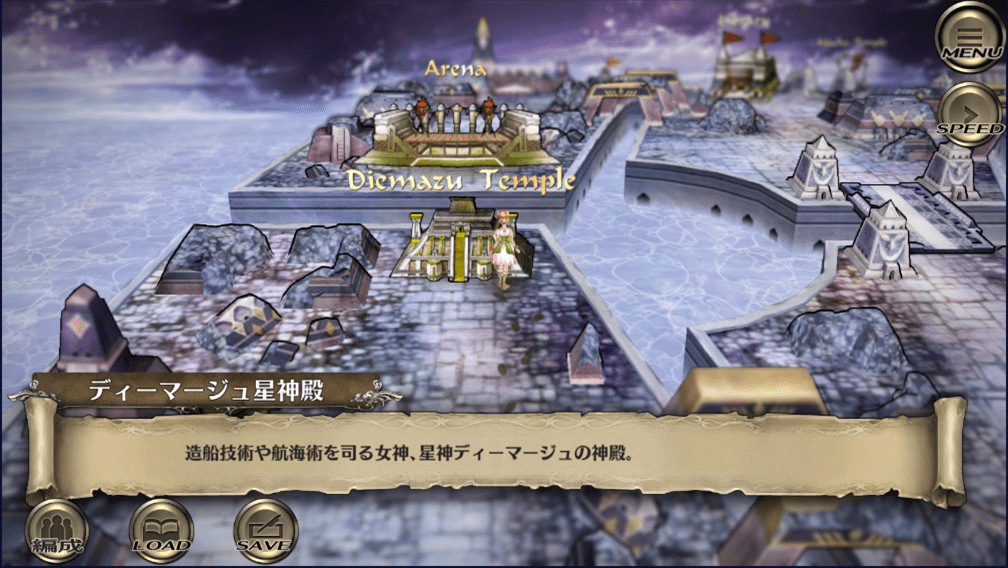 MENU
SPEED
Arena
Diemazu Temple
ディーマージュ星神殿
造船技術や航海術を司る女神、星神ディーマージュの神殿。
編成
LOAD
SAVE